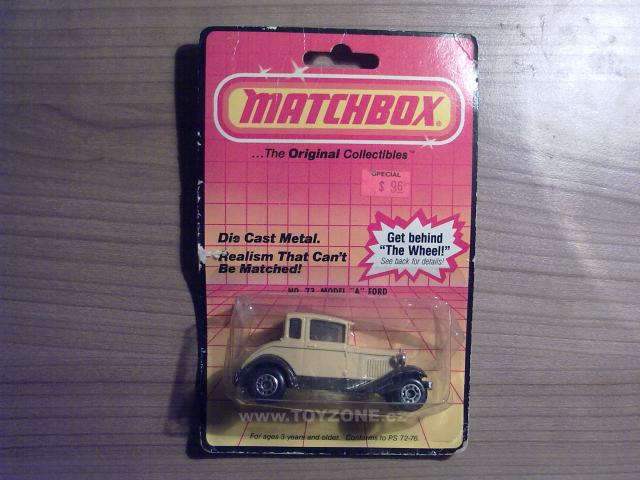 MATCHBOX®
...The Original Collectibles™
SPECIAL
$ .96
Die Cast Metal.
Realism That Can't
Be Matched!
Get behind
"The Wheel!"
See back for details!
NO. 73 MODEL "A" FORD
www.TOYZONE.cz
For ages 3 years and older. Conforms to PS 72-76.